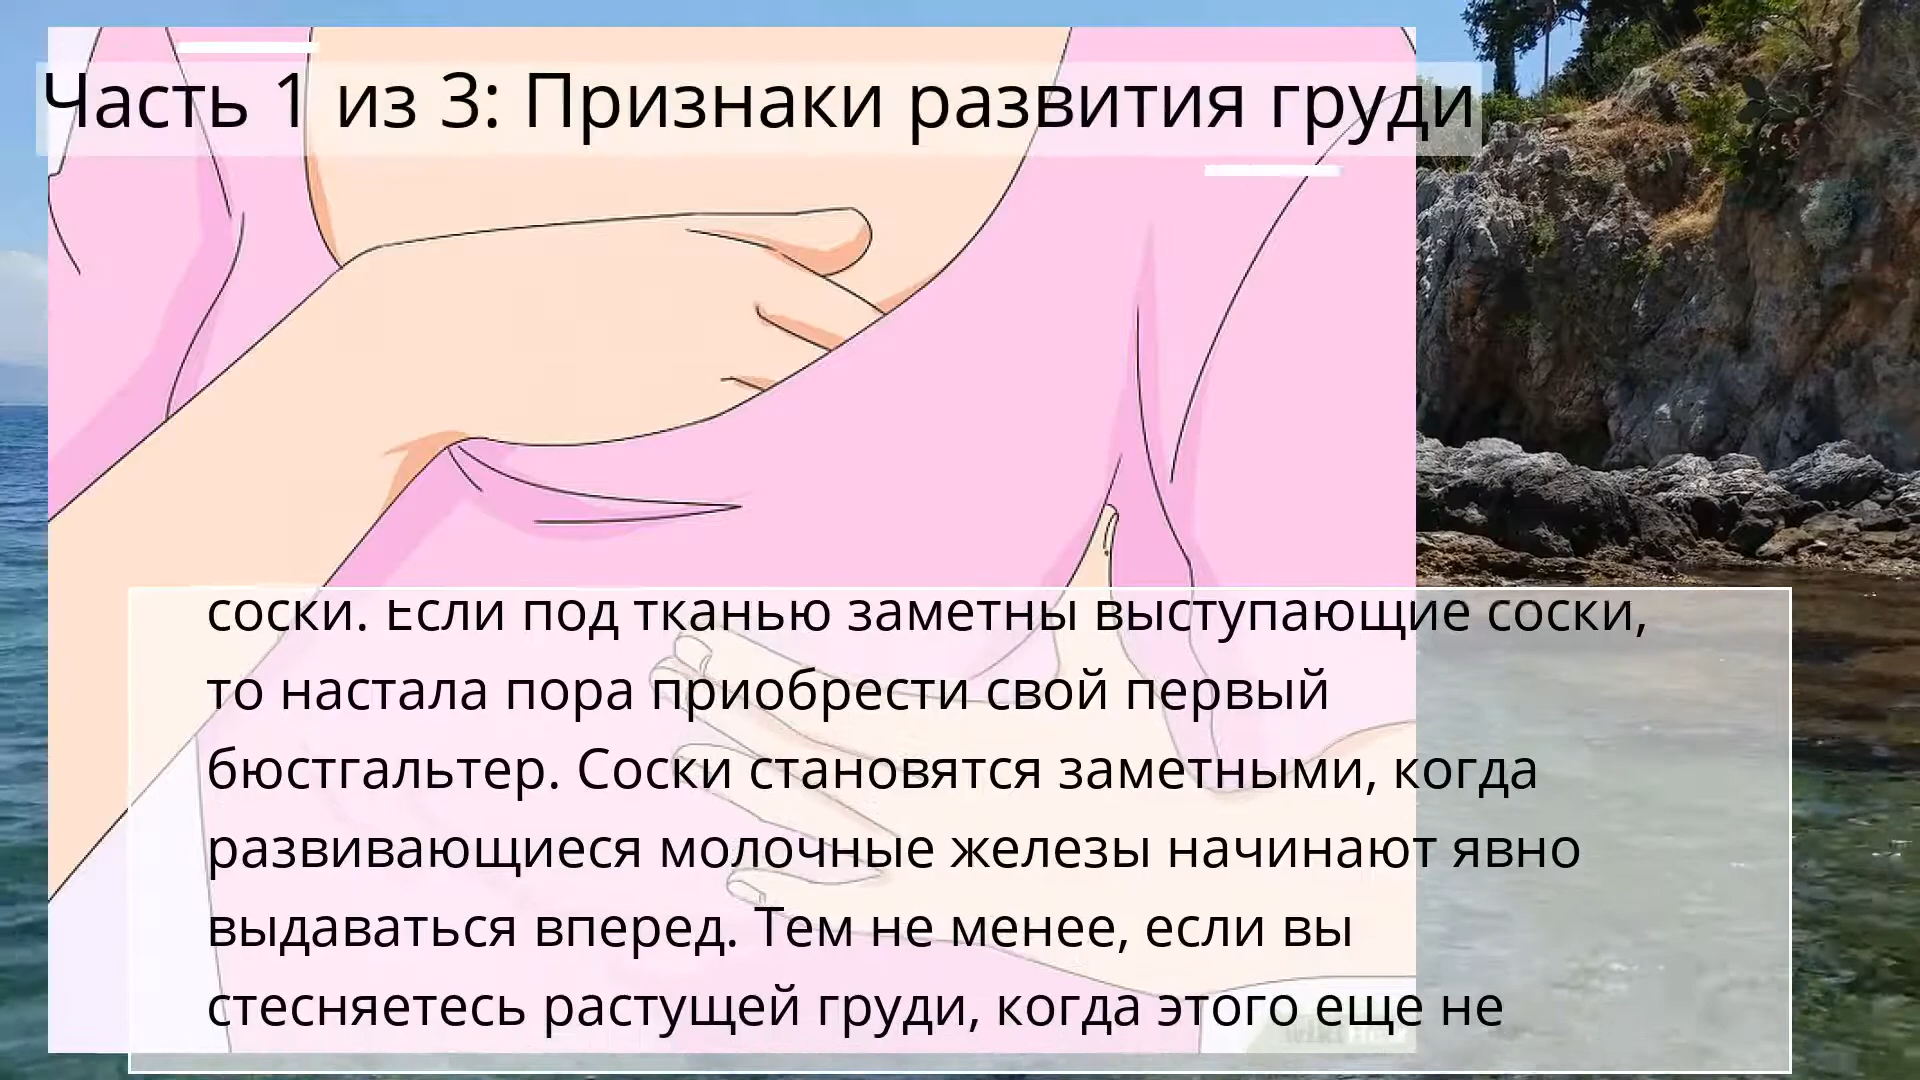 Часть 1 из 3: Признаки развития груди
соски. Если под тканью заметны выступающие соски,
то настала пора приобрести свой первый
бюстгальтер. Соски становятся заметными, когда
развивающиеся молочные железы начинают явно
выдаваться вперед. Тем не менее, если вы
стесняетесь растущей груди, когда этого еще не